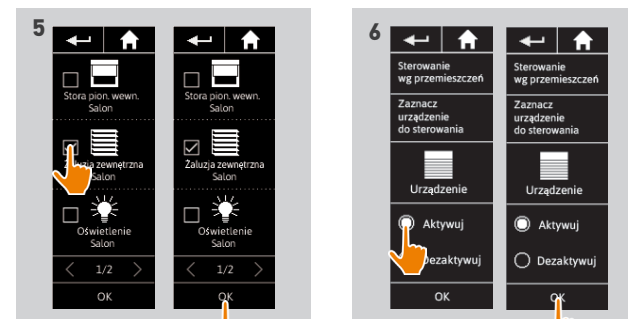 5
Stora pion. wewn.
Salon
Żaluzja zewnętrzna
Salon
Oświetlenie
Salon
1/2
OK
Stora pion. wewn.
Salon
Żaluzja zewnętrzna
Salon
Oświetlenie
Salon
1/2
OK
6
Sterowanie
wg przemieszczeń
Zaznacz
urządzenie
do sterowania
Urządzenie
Aktywuj
Dezaktywuj
OK
Sterowanie
wg przemieszczeń
Zaznacz
urządzenie
do sterowania
Urządzenie
Aktywuj
Dezaktywuj
OK